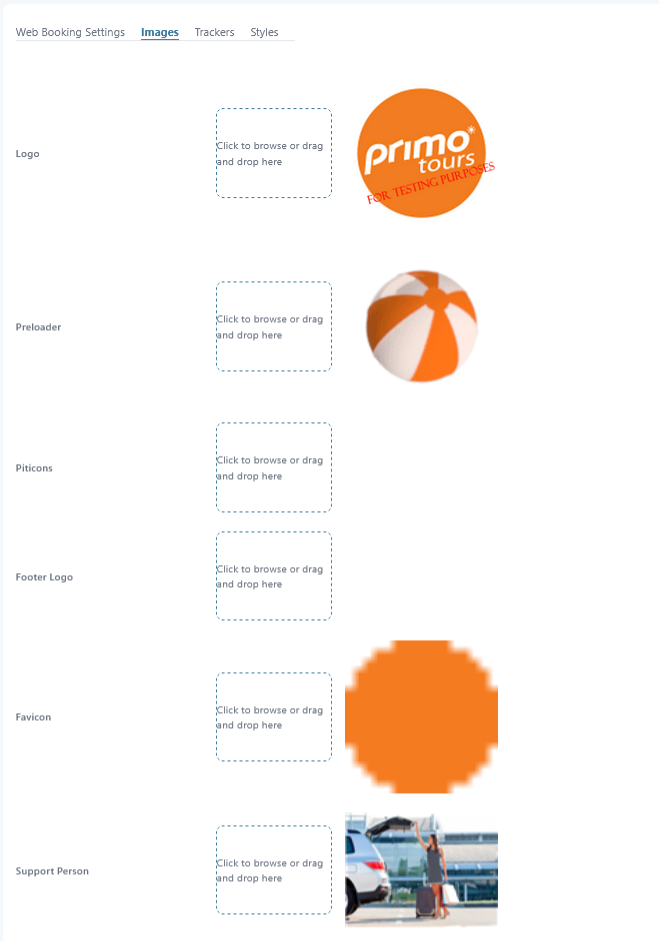 Web Booking Settings Images Trackers Styles
Logo
Click to browse or drag
and drop here
primo
tours
FOR TESTING PURPOSES
Preloader
Click to browse or drag
and drop here
Piticons
Click to browse or drag
and drop here
Footer Logo
Click to browse or drag
and drop here
Favicon
Click to browse or drag
and drop here
Support Person
Click to browse or drag
and drop here